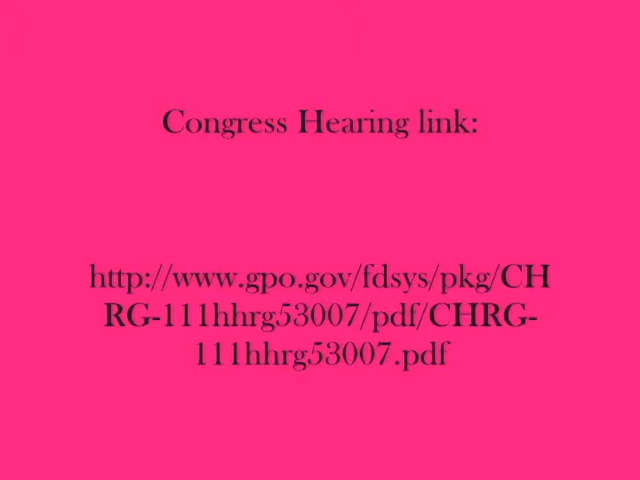 Congress Hearing link:
http://www.gpo.gov/fdsys/pkg/CH
RG-111hhrg53007/pdf/CHRG-
111hhrg53007.pdf